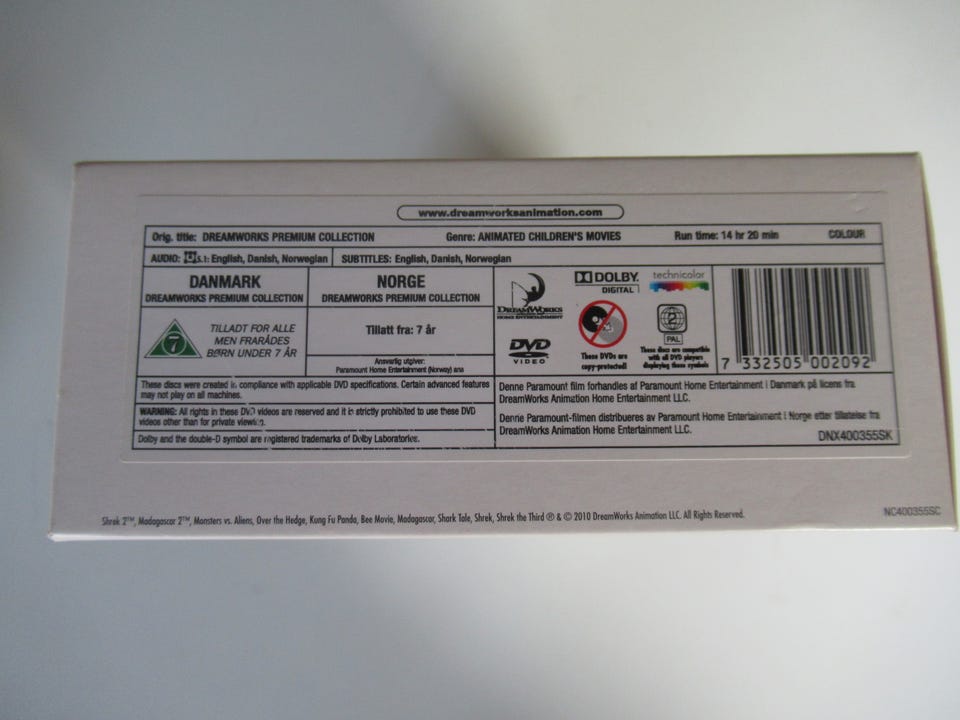 www.dreamworksanimation.com
Orig. title: DREAMWORKS PREMIUM COLLECTION Genre: ANIMATED CHILDREN'S MOVIES Run time: 14 hr 20 min COLOUR
AUDIO: 5.1: English, Danish, Norwegian SUBTITLES: English, Danish, Norwegian
DANMARK
DREAMWORKS PREMIUM COLLECTION
7
TILLADT FOR ALLE
MEN FRARÅDES
BØRN UNDER 7 ÅR
NORGE
DREAMWORKS PREMIUM COLLECTION
Tillatt fra: 7 år
Ansvarlig utgiver:
Paramount Home Entertainment (Norway) ans
DREAMWORKS
HOME ENTERTAINMENT
DVD
VIDEO
DOLBY
DIGITAL
These DVDs are
copy-protected!
technicolor
2
PAL
These discs are compatible
with all DVD players
displaying these symbols
7 332505 002092
These discs were created in compliance with applicable DVD specifications. Certain advanced features
may not play on all machines.
WARNING: All rights in these DVD videos are reserved and it in strictly prohibited to use these DVD
videos other than for private viewing.
Dolby and the double-D symbol are registered trademarks of Dolby Laboratories.
Denne Paramount film forhandles af Paramount Home Entertainment i Danmark på licens fra
DreamWorks Animation Home Entertainment LLC.
Denne Paramount-filmen distribueres av Paramount Home Entertainment i Norge etter tillatelse fra
DreamWorks Animation Home Entertainment LLC.
DNX400355SK
Shrek 2™, Madagascar 2™, Monsters vs. Aliens, Over the Hedge, Kung Fu Panda, Bee Movie, Madagascar, Shark Tale, Shrek, Shrek the Third ® & © 2010 DreamWorks Animation LLC. All Rights Reserved.
NC400355SC